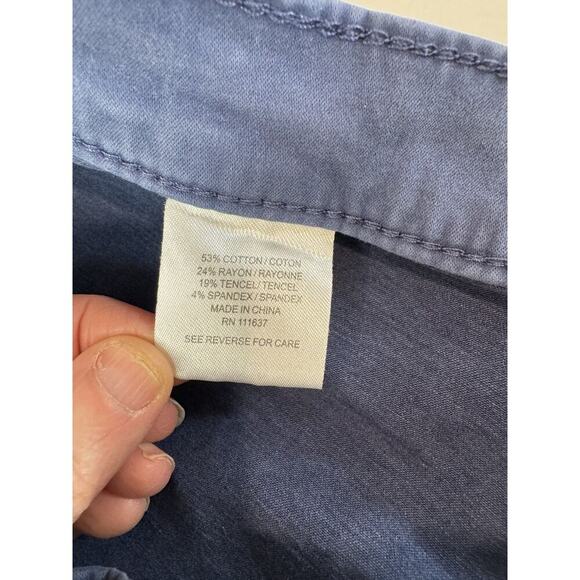 53% COTTON / COTON
24% RAYON / RAYONNE
19% TENCEL/ TENCEL
4% SPANDEX / SPANDEX
MADE IN CHINA
RN 111637
SEE REVERSE FOR CARE